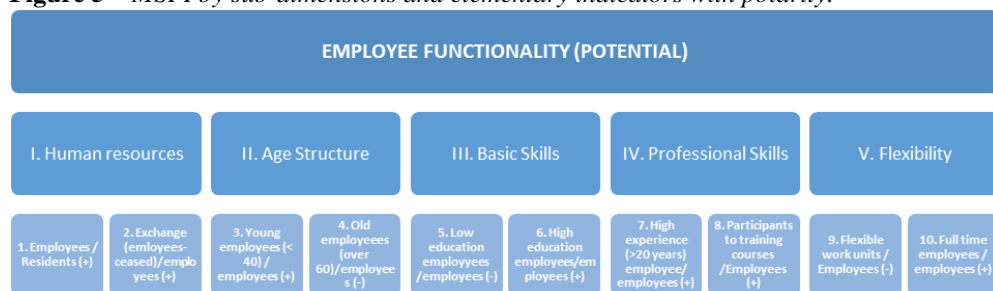 Figure 3 – MSPI by sub-dimensions and elementary indicators with polarity.
EMPLOYEE FUNCTIONALITY (POTENTIAL)
I. Human resources
II. Age Structure
III. Basic Skills
IV. Professional Skills
V. Flexibility
1. Employees /
Residents (+)
2. Exchange
(emloyees-
ceased)/emplo
yees (+)
3. Young
employees (<
40) /
employees (+)
4. Old
employeees
(over
60)/employee
s (-)
5. Low
education
employyees
/employees (-)
6. High
education
employees/em
ployees (+)
7. High
experience
(>20 years)
employee/
employees (+)
8. Participants
to training
courses
/Employees
(+)
9. Flexible
work units /
Employees (-)
10. Full time
employees /
employees (+)